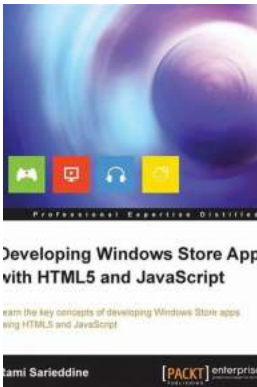 Professional Expertise Distilled
Developing Windows Store App
with HTML5 and JavaScript
earn the key concepts of developing Windows Store apps
sing HTML5 and JavaScript
Rami Sarieddine
[PACKT] enterprise
PUBLISHING